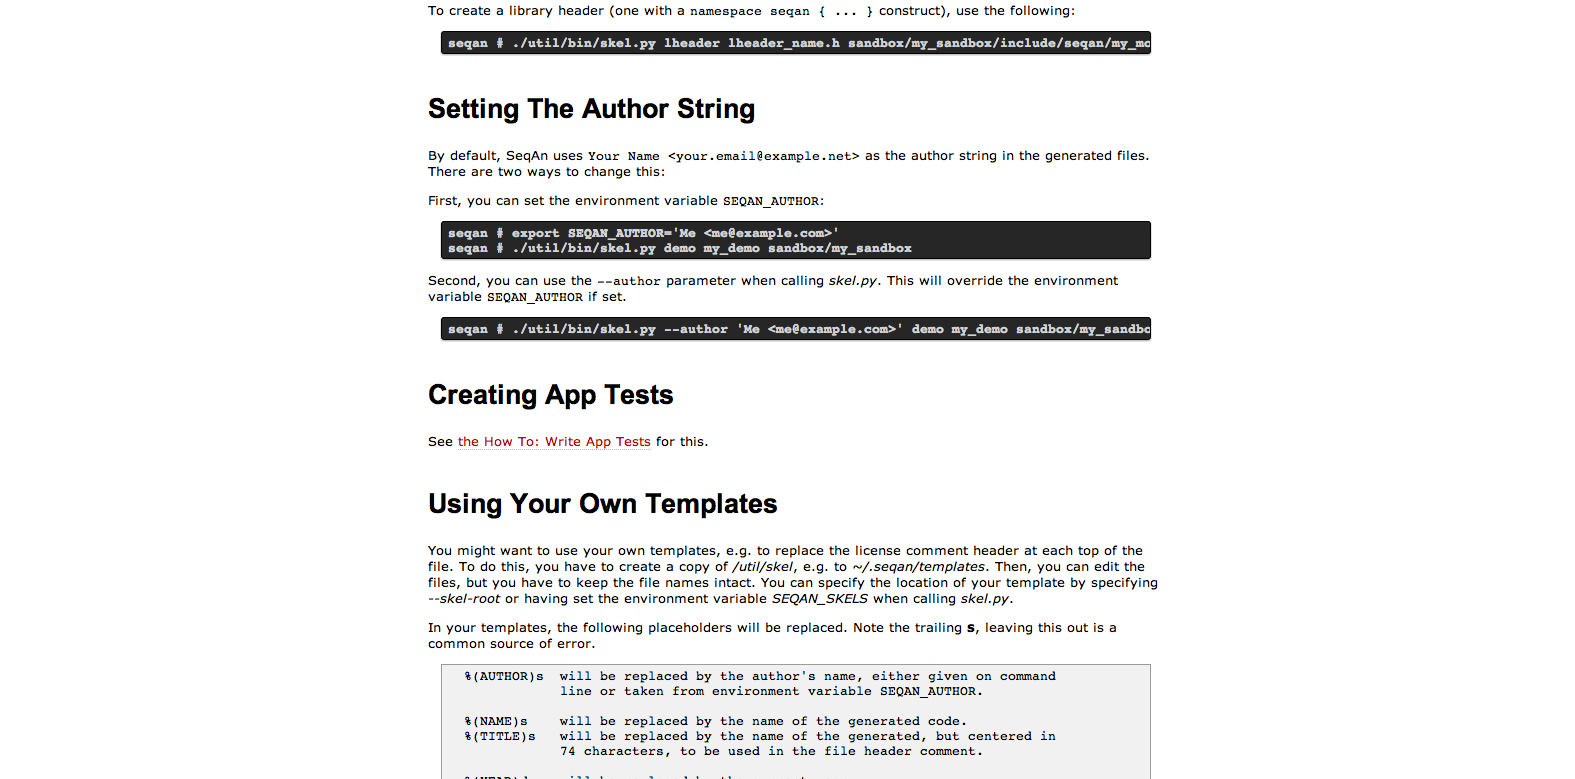 To create a library header (one with a namespace seqan { ... } construct), use the following:
seqan # ./util/bin/skel.py lheader lheader_name.h sandbox/my_sandbox/include/seqan/my_mo
Setting The Author String
By default, SeqAn uses Your Name <your.email@example.net> as the author string in the generated files.
There are two ways to change this:
First, you can set the environment variable SEQAN_AUTHOR:
seqan # export SEQAN_AUTHOR='Me <me@example.com>'
seqan # ./util/bin/skel.py demo my_demo sandbox/my_sandbox
Second, you can use the --author parameter when calling skel.py. This will override the environment
variable SEQAN_AUTHOR if set.
seqan # ./util/bin/skel.py --author 'Me <me@example.com>' demo my_demo sandbox/my_sandbo
Creating App Tests
See the How To: Write App Tests for this.
Using Your Own Templates
You might want to use your own templates, e.g. to replace the license comment header at each top of the
file. To do this, you have to create a copy of /util/skel, e.g. to ~/.seqan/templates. Then, you can edit the
files, but you have to keep the file names intact. You can specify the location of your template by specifying
--skel-root or having set the environment variable SEQAN_SKELS when calling skel.py.
In your templates, the following placeholders will be replaced. Note the trailing s, leaving this out is a
common source of error.
%(AUTHOR)s will be replaced by the author's name, either given on command
line or taken from environment variable SEQAN_AUTHOR.
%(NAME)s will be replaced by the name of the generated code.
%(TITLE)s will be replaced by the name of the generated, but centered in
74 characters, to be used in the file header comment.